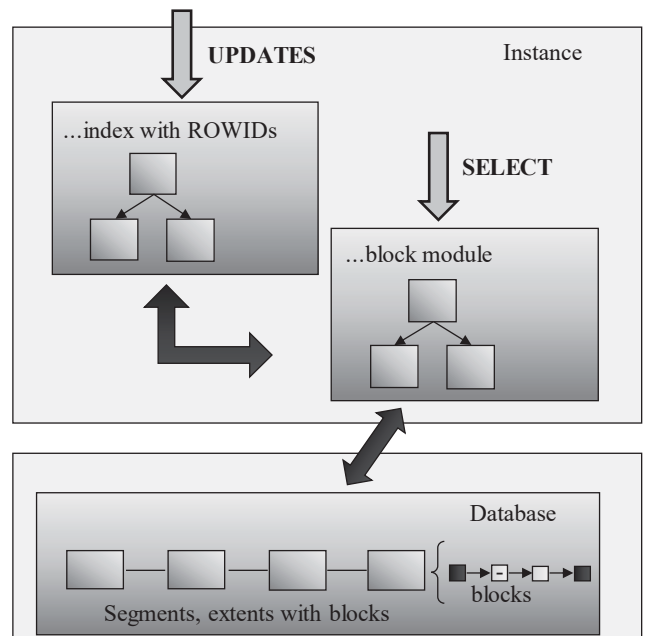 UPDATES
Instance
...index with ROWIDs
SELECT
...block module
Database
blocks
Segments, extents with blocks